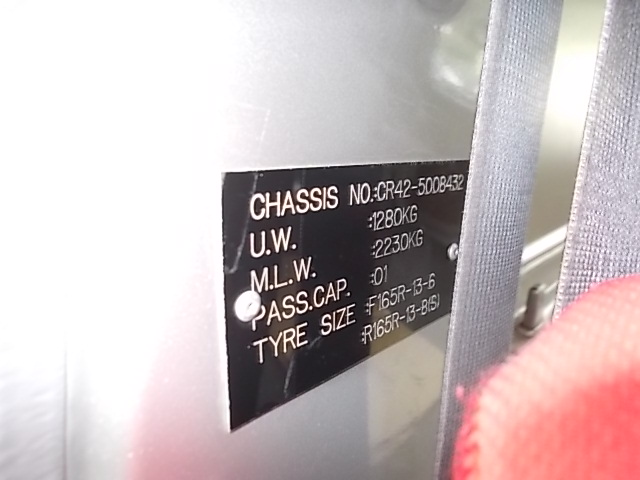 CHASSIS NO.:CR42-5008432
U.W. :1280KG
M.L.W. :2230KG
PASS.CAP. :01
TYRE SIZE :F165R-13-6
:R165R-13-8(S)